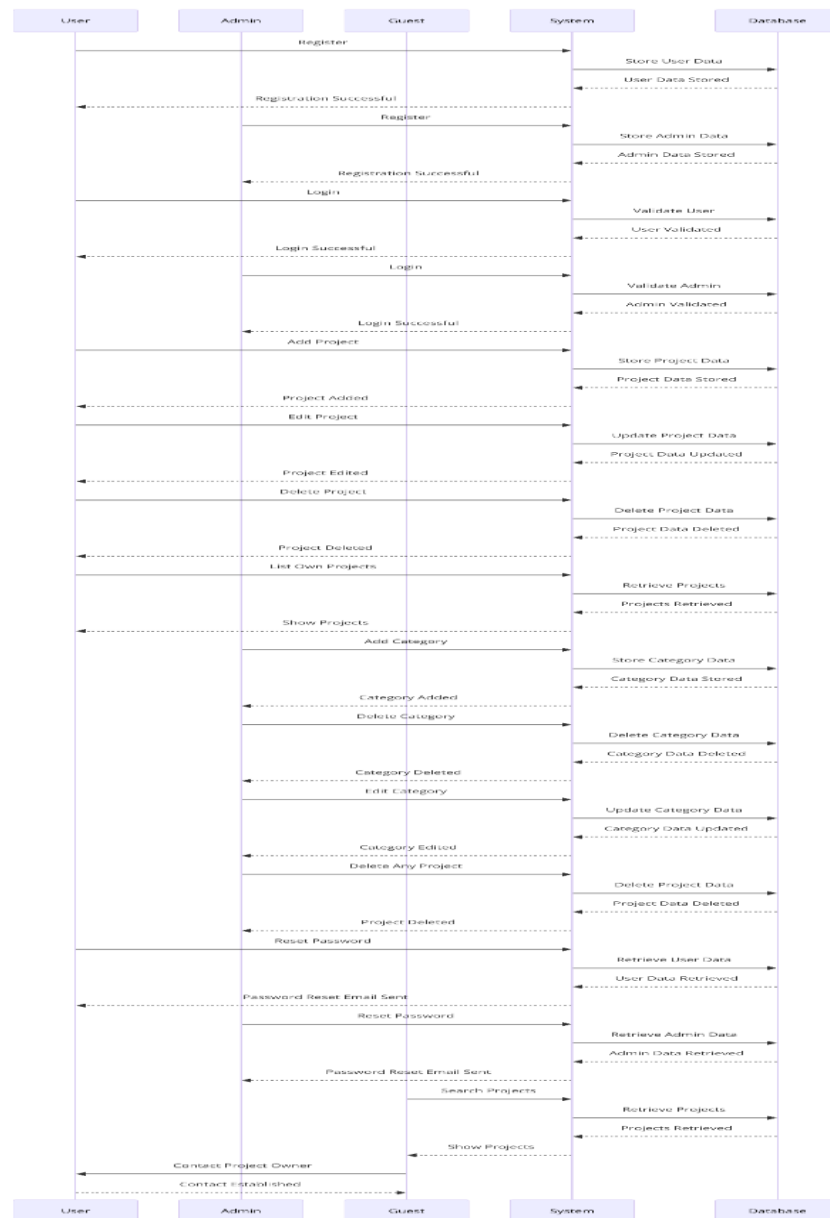 User Admin Guest System Database
Register
Store User Data
User Data Stored
Registration Successful
Register
Store Admin Data
Admin Data Stored
Registration Successful
Login
Validate User
User Validated
Login Successful
Login
Validate Admin
Admin Validated
Login Successful
Add Project
Store Project Data
Project Data Stored
Project Added
Edit Project
Update Project Data
Project Data Updated
Project Edited
Delete Project
Delete Project Data
Project Data Deleted
Project Deleted
List Own Projects
Retrieve Projects
Projects Retrieved
Show Projects
Add Category
Store Category Data
Category Data Stored
Category Added
Delete Category
Delete Category Data
Category Data Deleted
Category Deleted
Edit Category
Update Category Data
Category Data Updated
Category Edited
Delete Any Project
Delete Project Data
Project Data Deleted
Project Deleted
Reset Password
Retrieve User Data
User Data Retrieved
Password Reset Email Sent
Reset Password
Retrieve Admin Data
Admin Data Retrieved
Password Reset Email Sent
Search Projects
Retrieve Projects
Projects Retrieved
Show Projects
Contact Project Owner
Contact Established
User Admin Guest System Database